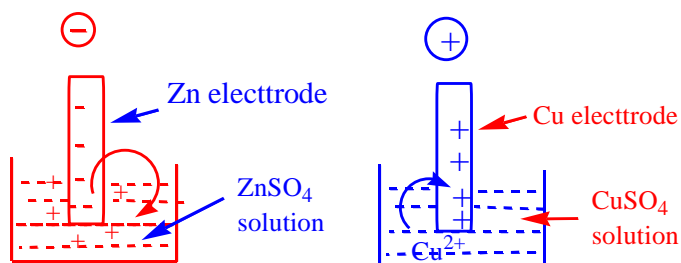 −
+
Zn electtrode
Cu electtrode
ZnSO4
solution
CuSO4
solution
Cu2+